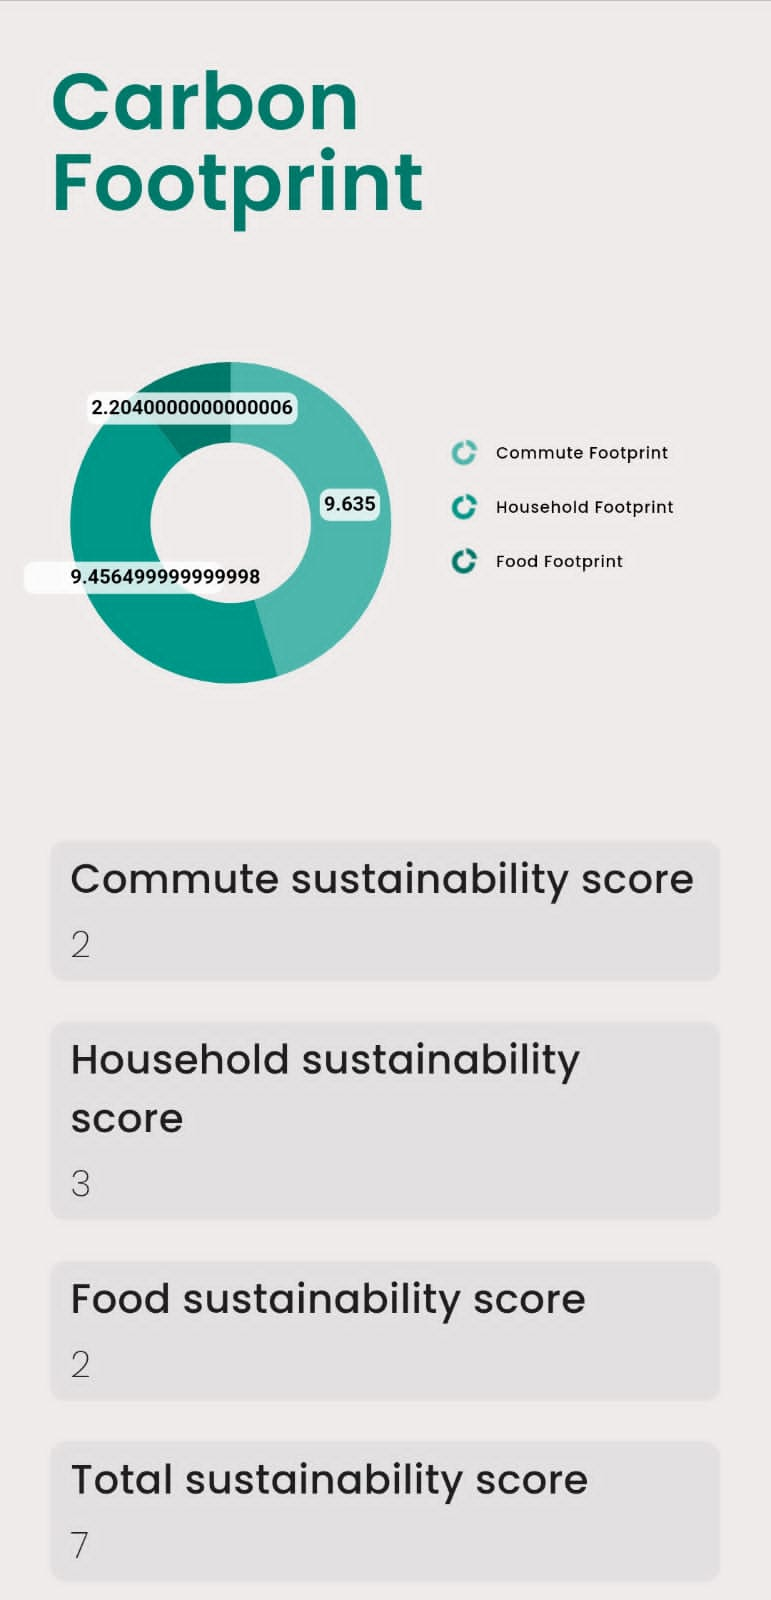 Carbon
Footprint
2.2040000000000006
9.635
9.456499999999998
Commute Footprint
Household Footprint
Food Footprint
Commute sustainability score
2
Household sustainability
score
3
Food sustainability score
2
Total sustainability score
7